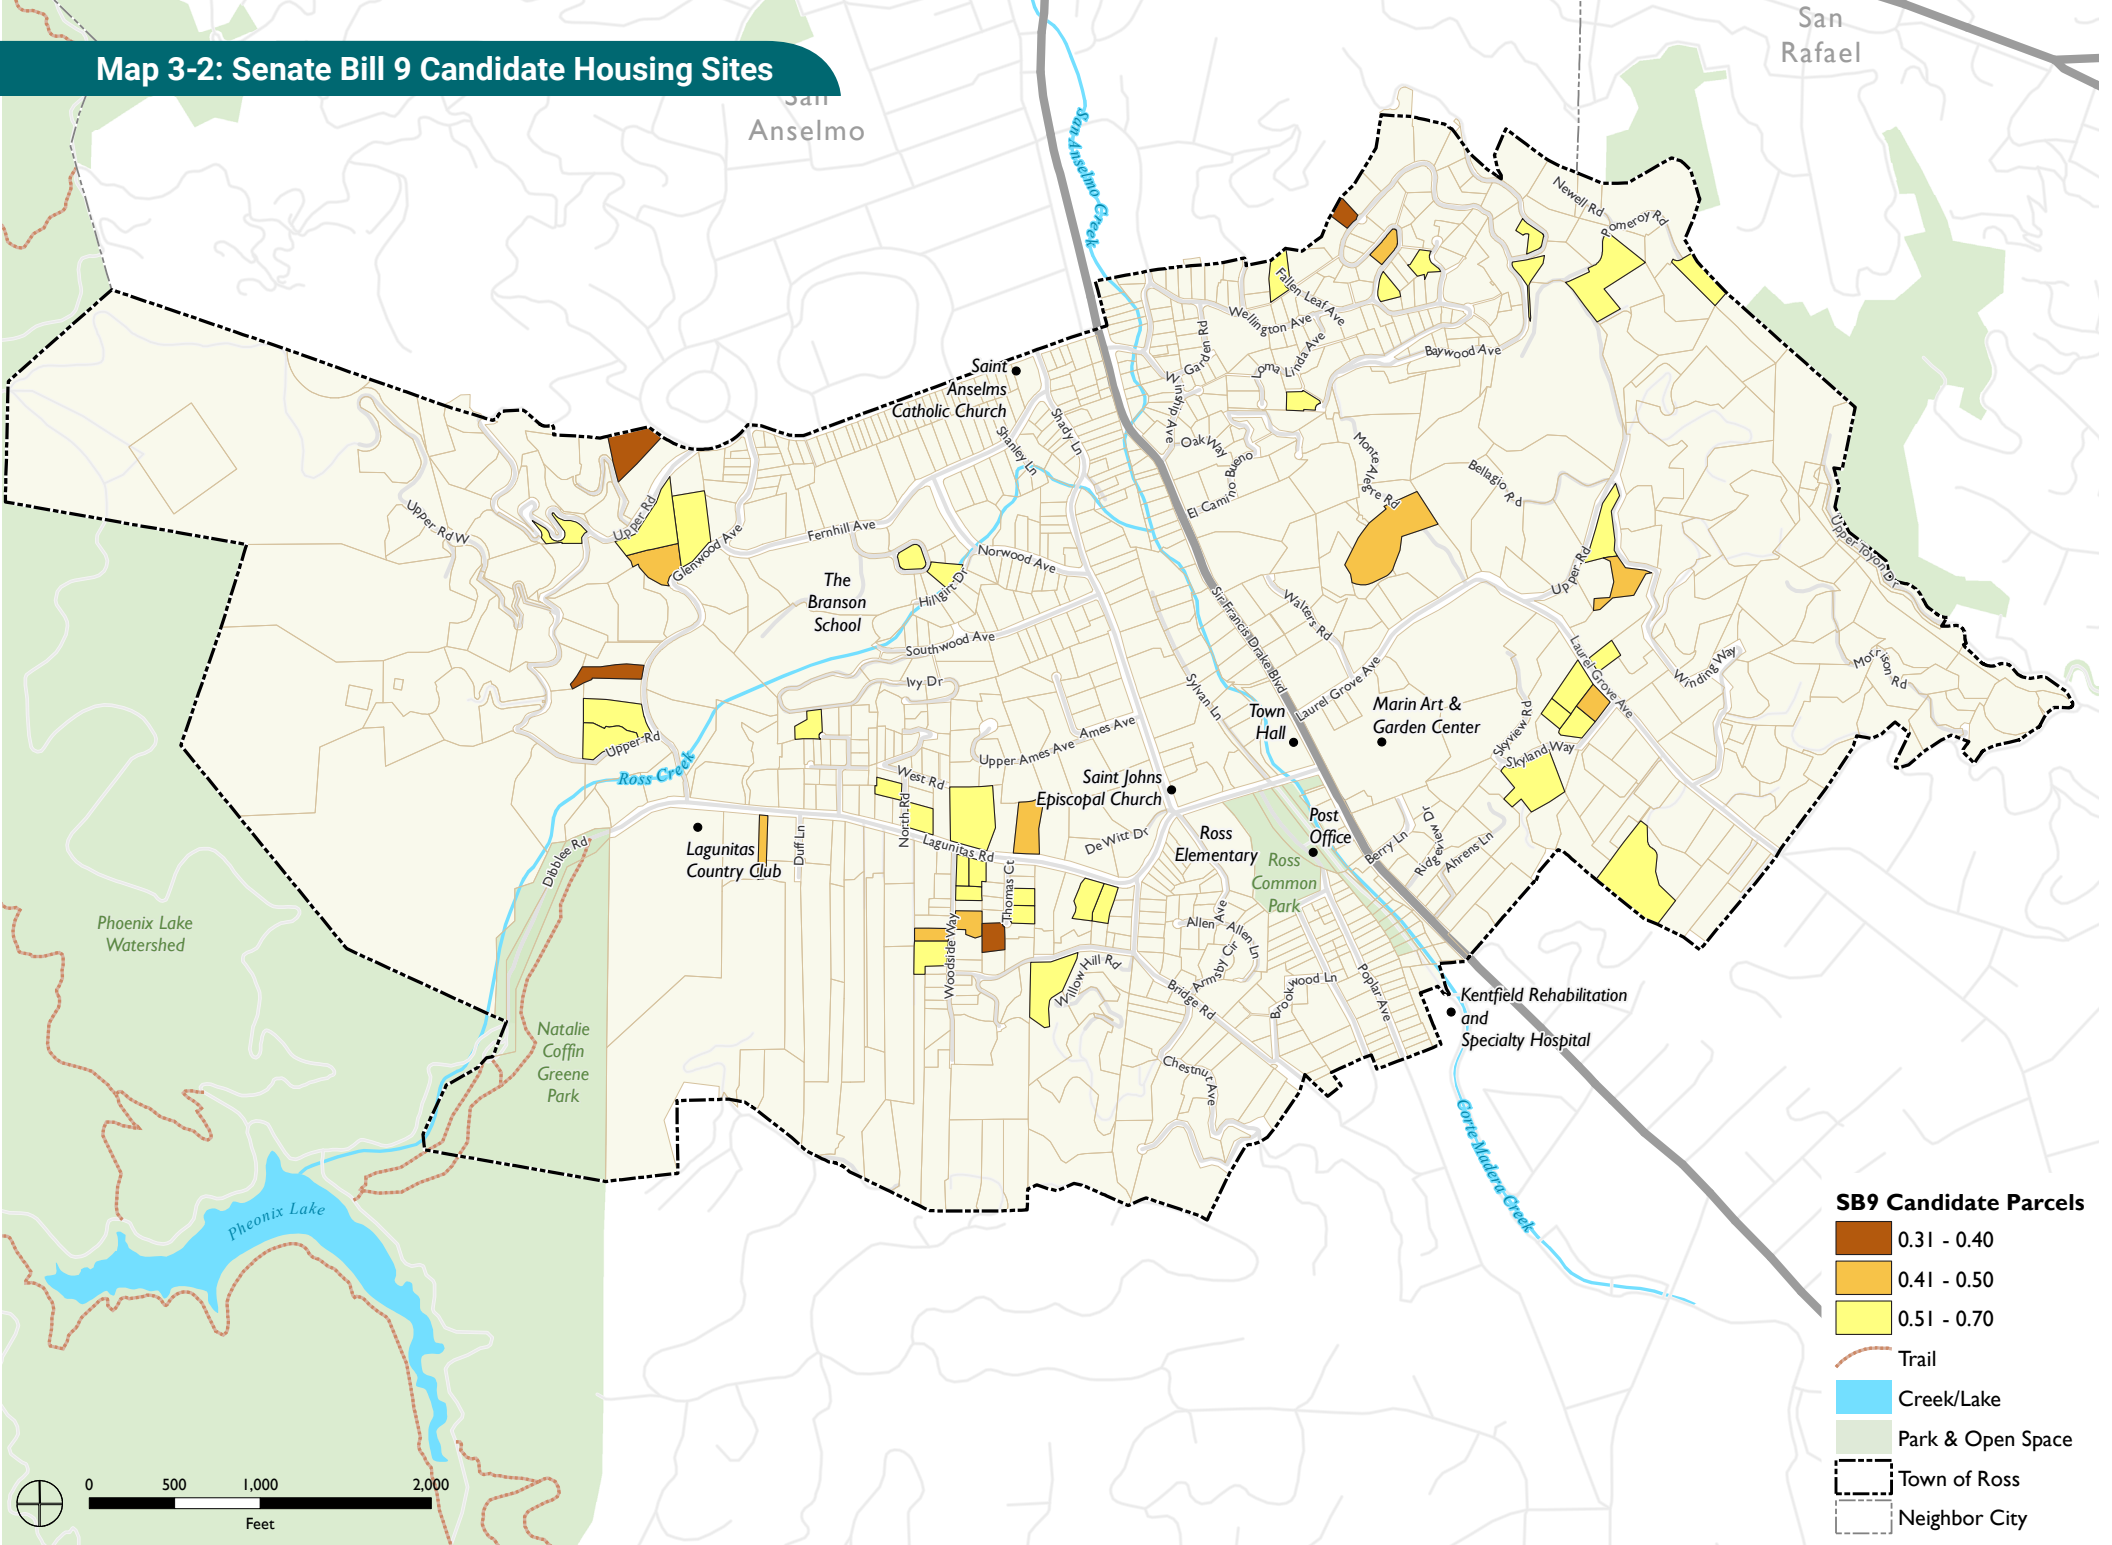 Map 3-2: Senate Bill 9 Candidate Housing Sites
San
Anselmo
San
Rafael
San Anselmo Creek
Newell Rd
Pomeroy Rd
Fallen Leaf Ave
Wellington Ave
Garden Rd
Loma Linda Ave
Baywood Ave
Winship Ave
Saint
Anselms
Catholic Church
Shady Ln
Shanley Ln
Oak Way
El Camino Bueno
Monte Alegre Rd
Bellagio Rd
Upper Rd W
Upper Rd
Glenwood Ave
Fernhill Ave
Norwood Ave
The
Branson
School
Hillgirt Dr
Southwood Ave
Ivy Dr
Sir Francis Drake Blvd
Walters Rd
Upper Rd
Upper Toyon Dr
Laurel Grove Ave
Laurel Grove Ave
Winding Way
Morrison Rd
Sylvan Ln
Town
Hall
Marin Art &
Garden Center
Skyview Rd
Skyland Way
Upper Rd
Ross Creek
Ames Ave
Upper Ames Ave
West Rd
North Rd
Saint Johns
Episcopal Church
Lagunitas
Country Club
Duff Ln
Lagunitas Rd
De Witt Dr
Ross
Elementary
Post
Office
Ross
Common
Park
Berry Ln
Ridgeview Dr
Ahrens Ln
Dibblee Rd
Thomas Ct
Woodside Way
Willow Hill Rd
Allen Ave
Allen Ln
Armsby Cir
Bridge Rd
Brookwood Ln
Poplar Ave
Chestnut Ave
Kentfield Rehabilitation
and
Specialty Hospital
Corte Madera Creek
Phoenix Lake
Watershed
Natalie
Coffin
Greene
Park
Pheonix Lake
SB9 Candidate Parcels
0.31 - 0.40
0.41 - 0.50
0.51 - 0.70
Trail
Creek/Lake
Park & Open Space
Town of Ross
Neighbor City
0 500 1,000 2,000
Feet